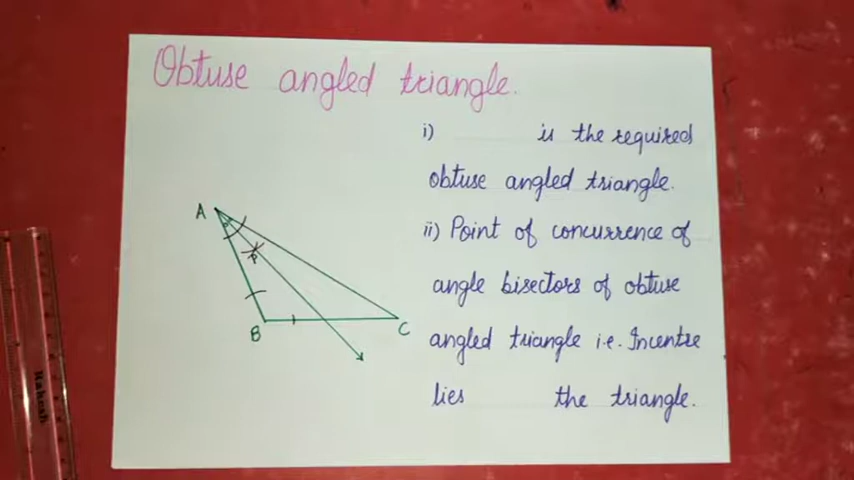 Obtuse angled triangle.
i) is the required
obtuse angled triangle.
ii) Point of concurrence of
angle bisectors of obtuse
angled triangle i.e. Incentre
lies the triangle.
A
P
B
C
Rakesh